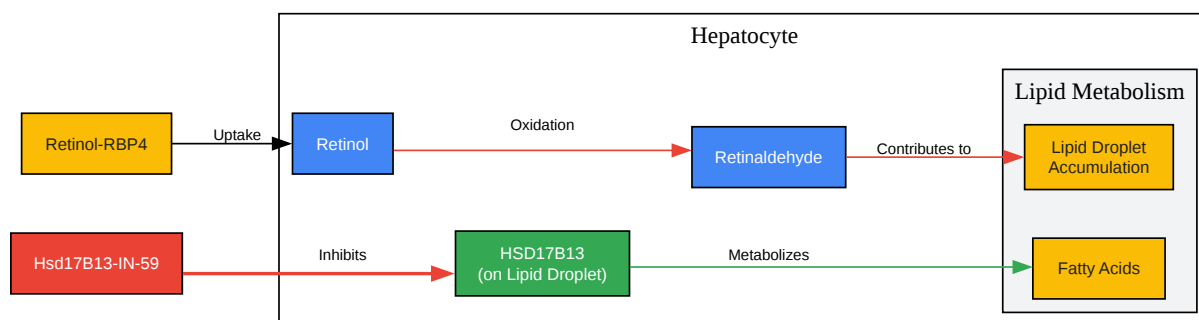 Hepatocyte
Lipid Metabolism
Retinol-RBP4
Uptake
Retinol
Oxidation
Retinaldehyde
Contributes to
Lipid Droplet
Accumulation
Hsd17B13-IN-59
Inhibits
HSD17B13
(on Lipid Droplet)
Metabolizes
Fatty Acids